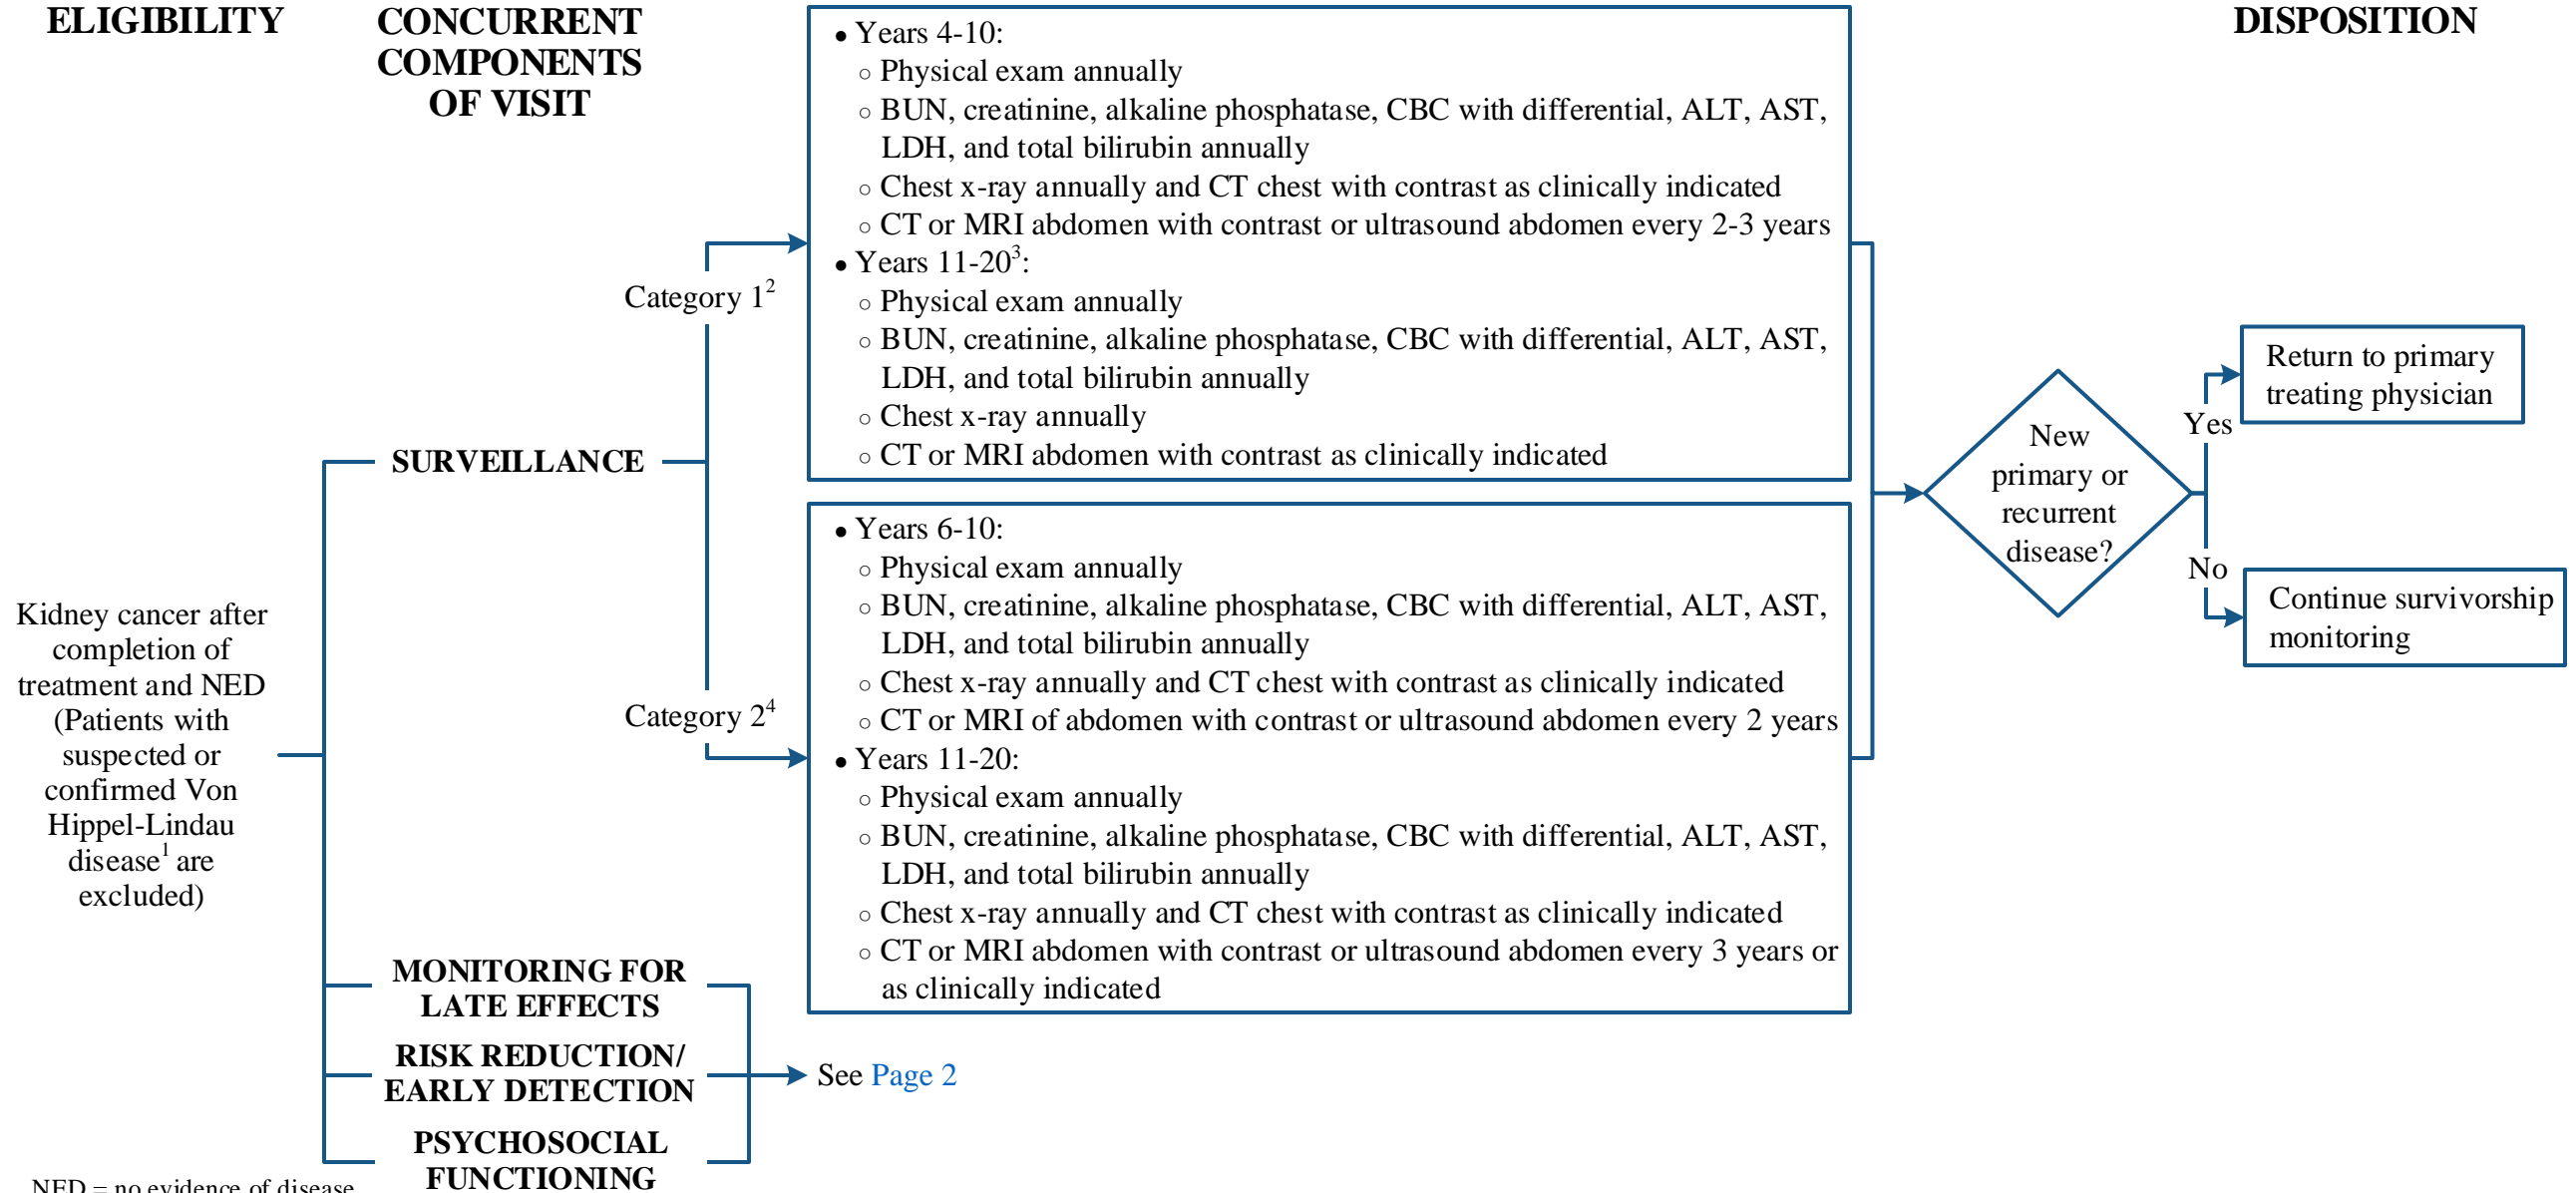 ELIGIBILITY
CONCURRENT
COMPONENTS
OF VISIT
DISPOSITION
Kidney cancer after
completion of
treatment and NED
(Patients with
suspected or
confirmed Von
Hippel-Lindau
disease¹ are
excluded)
SURVEILLANCE
Category 1²
● Years 4-10:
○ Physical exam annually
○ BUN, creatinine, alkaline phosphatase, CBC with differential, ALT, AST,
LDH, and total bilirubin annually
○ Chest x-ray annually and CT chest with contrast as clinically indicated
○ CT or MRI abdomen with contrast or ultrasound abdomen every 2-3 years
● Years 11-20³:
○ Physical exam annually
○ BUN, creatinine, alkaline phosphatase, CBC with differential, ALT, AST,
LDH, and total bilirubin annually
○ Chest x-ray annually
○ CT or MRI abdomen with contrast as clinically indicated
Category 2⁴
● Years 6-10:
○ Physical exam annually
○ BUN, creatinine, alkaline phosphatase, CBC with differential, ALT, AST,
LDH, and total bilirubin annually
○ Chest x-ray annually and CT chest with contrast as clinically indicated
○ CT or MRI of abdomen with contrast or ultrasound abdomen every 2 years
● Years 11-20:
○ Physical exam annually
○ BUN, creatinine, alkaline phosphatase, CBC with differential, ALT, AST,
LDH, and total bilirubin annually
○ Chest x-ray annually and CT chest with contrast as clinically indicated
○ CT or MRI abdomen with contrast or ultrasound abdomen every 3 years or
as clinically indicated
New
primary or
recurrent
disease?
Yes
Return to primary
treating physician
No
Continue survivorship
monitoring
MONITORING FOR
LATE EFFECTS
RISK REDUCTION/
EARLY DETECTION
PSYCHOSOCIAL
FUNCTIONING
See Page 2
NED = no evidence of disease